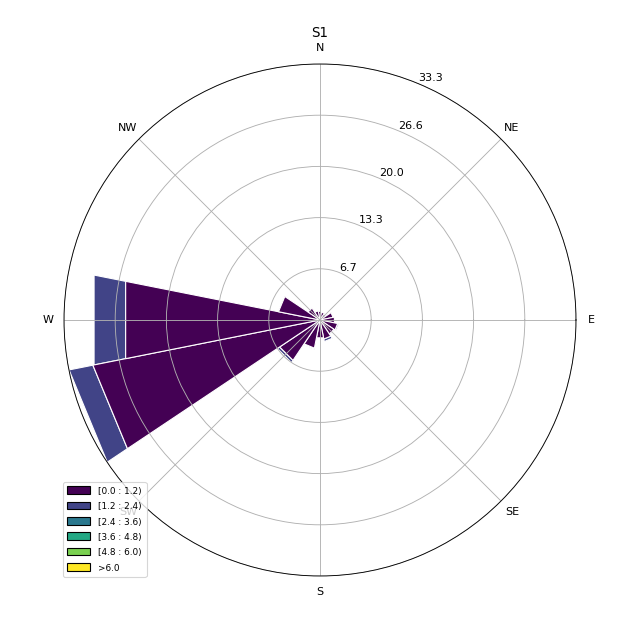 S1
N
33.3
NW
NE
26.6
20.0
13.3
6.7
W
E
[0.0 : 1.2)
[1.2 : 2.4)
SW
SE
[2.4 : 3.6)
[3.6 : 4.8)
[4.8 : 6.0)
>6.0
S